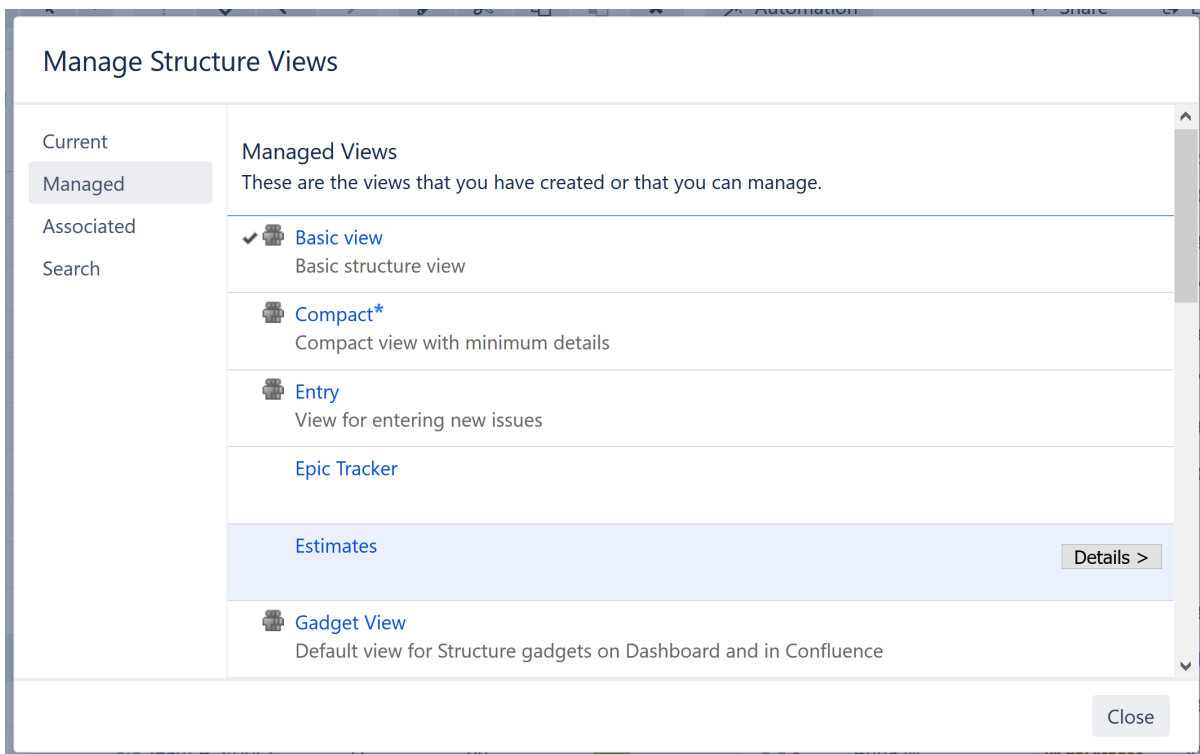 Automation
Share
Manage Structure Views
Current
Managed
Associated
Search
Managed Views
These are the views that you have created or that you can manage.
Basic view
Basic structure view
Compact*
Compact view with minimum details
Entry
View for entering new issues
Epic Tracker
Estimates
Details >
Gadget View
Default view for Structure gadgets on Dashboard and in Confluence
Close